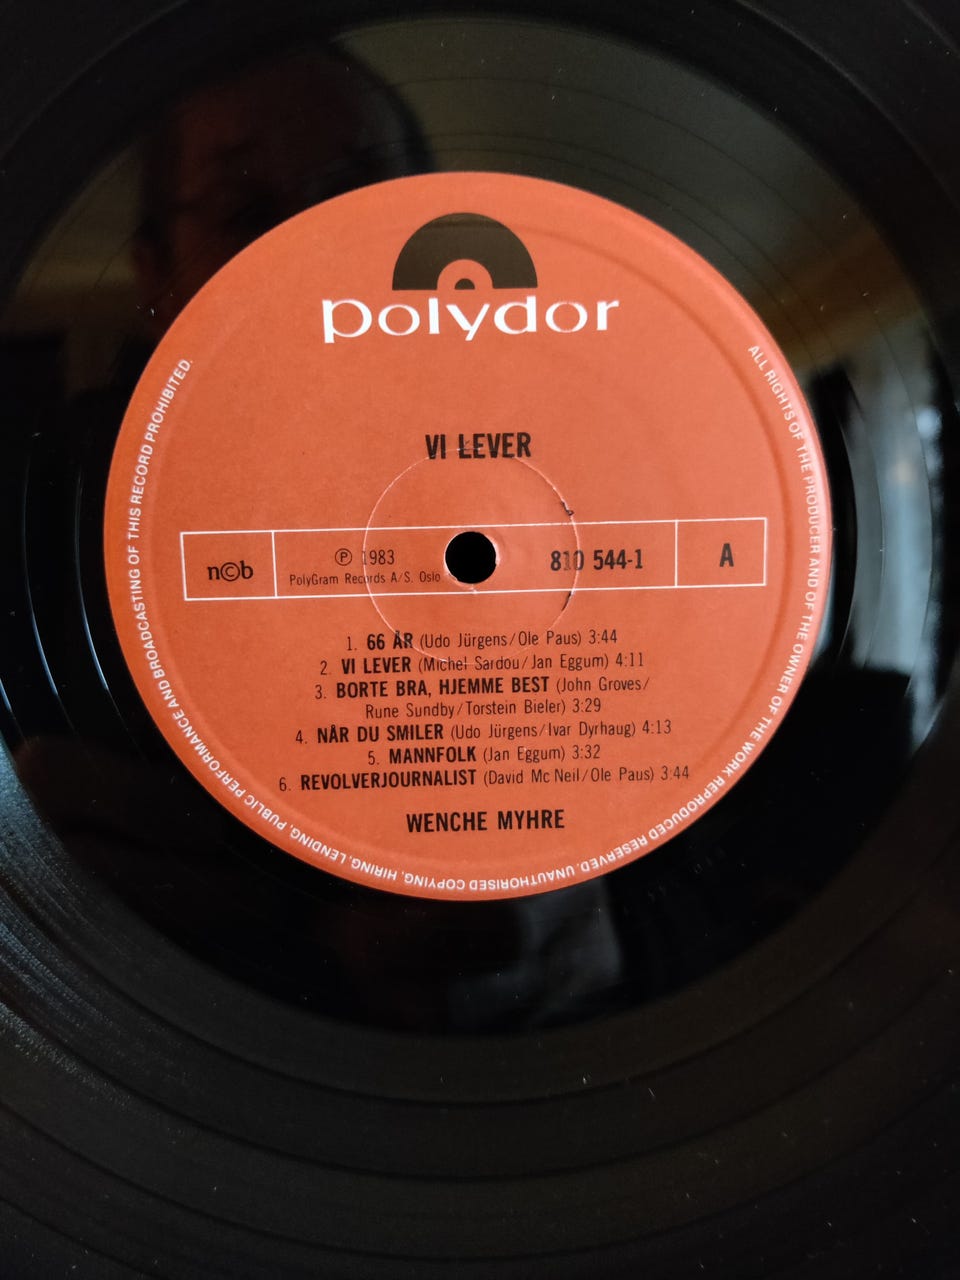 polydor
VI LEVER
n©b
℗ 1983
PolyGram Records A/S. Oslo
810 544-1
A
1. 66 ÅR (Udo Jürgens/Ole Paus) 3:44
2. VI LEVER (Michel Sardou/Jan Eggum) 4:11
3. BORTE BRA, HJEMME BEST (John Groves/
Rune Sundby/Torstein Bieler) 3:29
4. NÅR DU SMILER (Udo Jürgens/Ivar Dyrhaug) 4:13
5. MANNFOLK (Jan Eggum) 3:32
6. REVOLVERJOURNALIST (David Mc Neil/Ole Paus) 3:44
WENCHE MYHRE
ALL RIGHTS OF THE PRODUCER AND OF THE OWNER OF THE WORK REPRODUCED RESERVED. UNAUTHORISED COPYING, HIRING, LENDING, PUBLIC PERFORMANCE AND BROADCASTING OF THIS RECORD PROHIBITED.